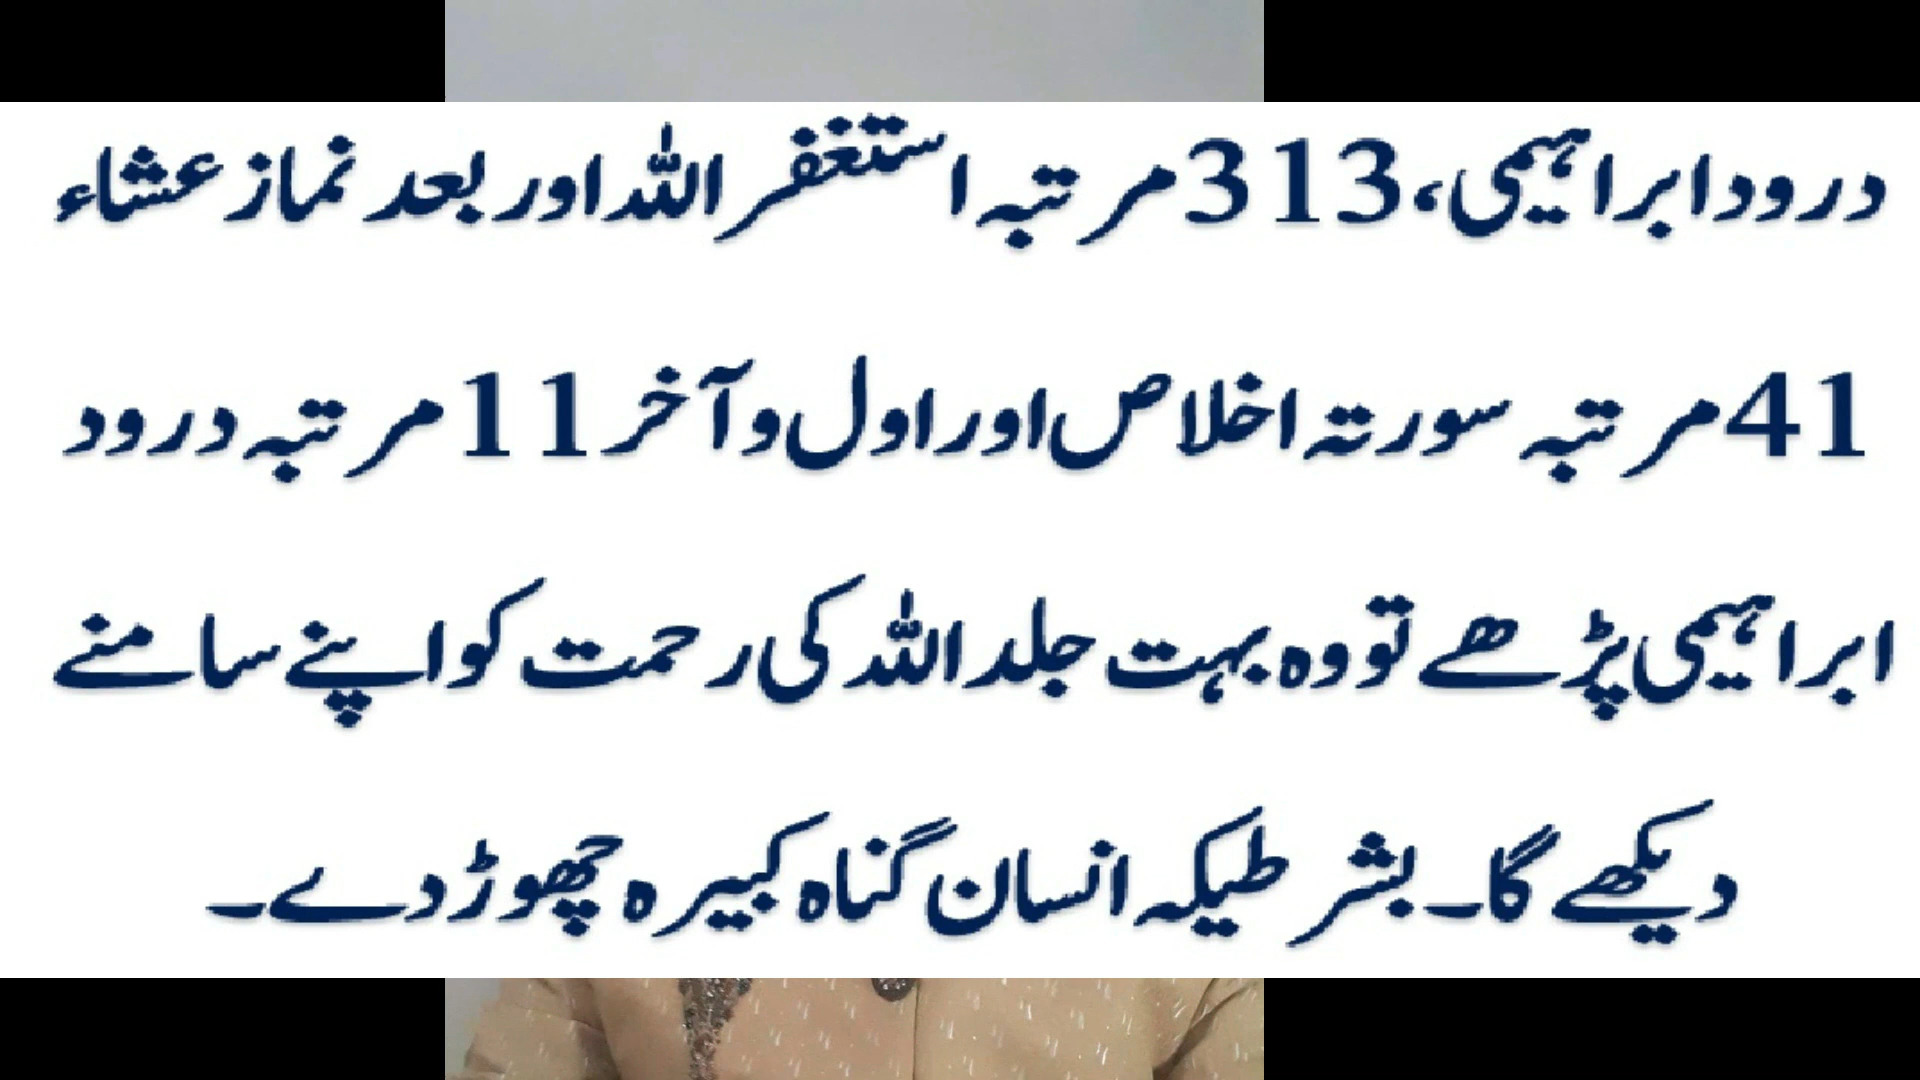 درود ابراہیمی، 313 مرتبہ استغفر اللہ اور بعد نماز عشاء
41 مرتبہ سورتہ اخلاص اور اول و آخر 11 مرتبہ درود
ابراہیمی پڑھے تو وہ بہت جلد اللہ کی رحمت کو اپنے سامنے
دیکھے گا۔ بشرطیکہ انسان گناہ کبیرہ چھوڑ دے۔